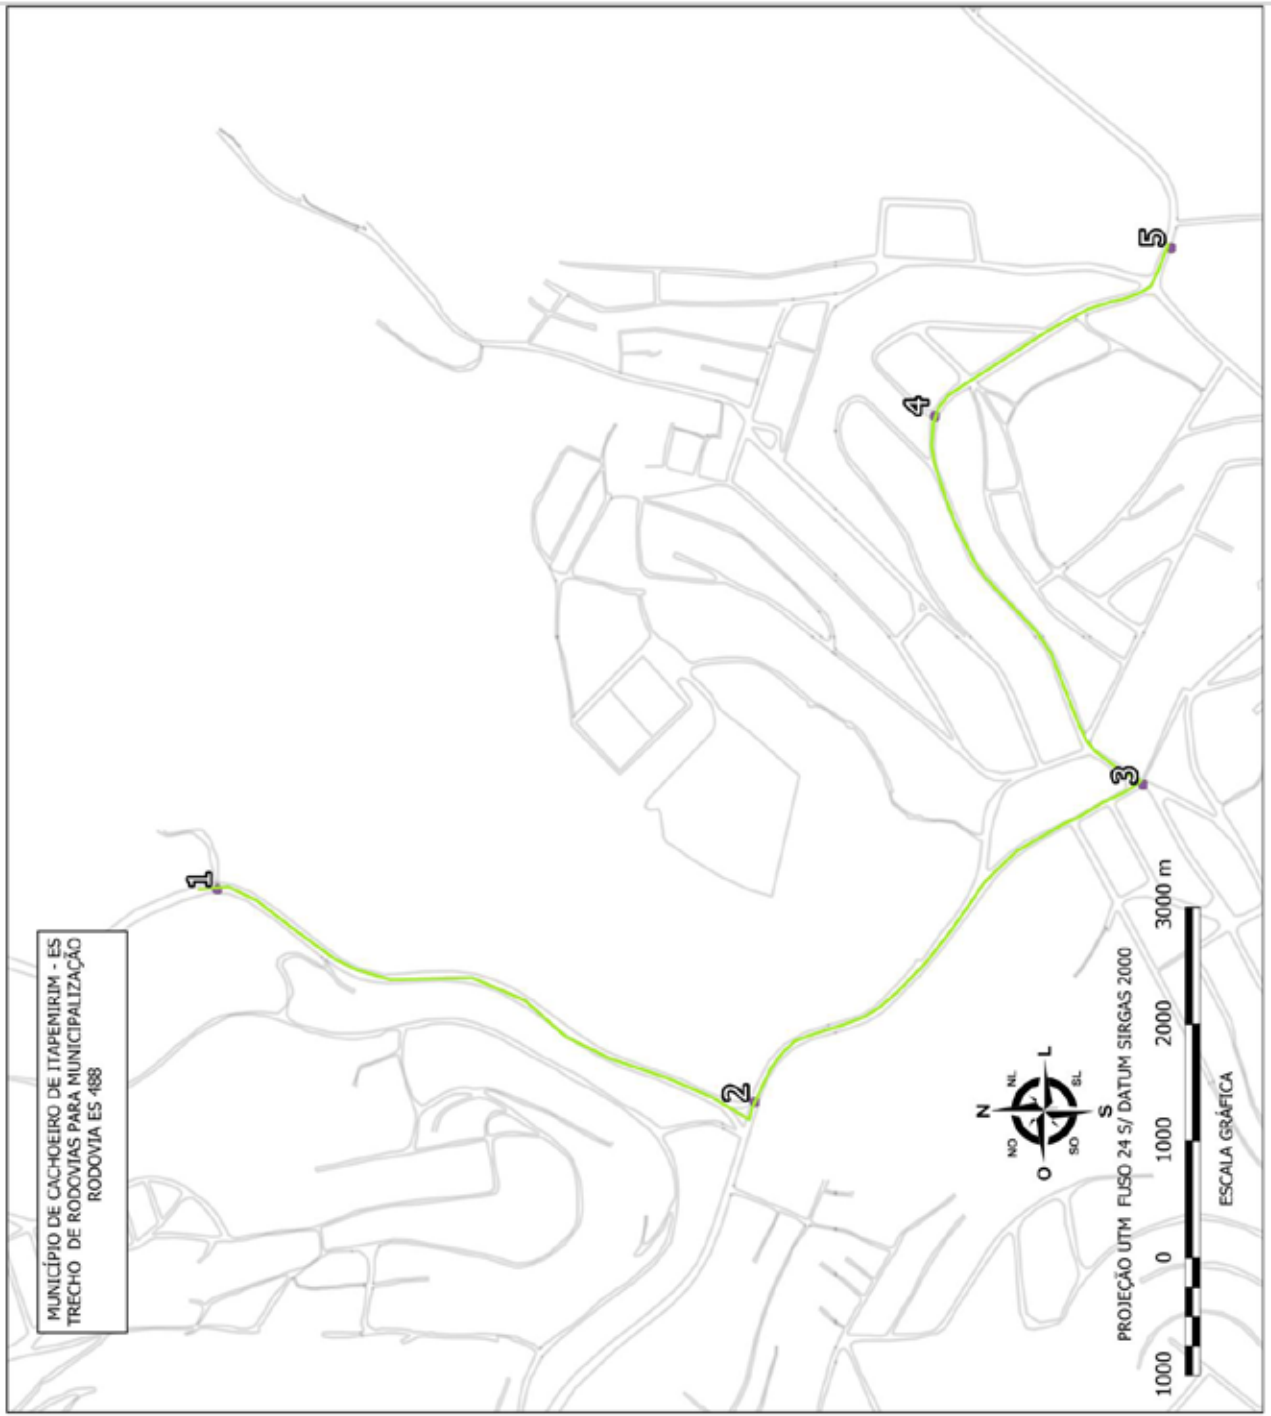 MUNICÍPIO DE CACHOEIRO DE ITAPEMIRIM - ES
TRECHO DE RODOVIAS PARA MUNICIPALIZAÇÃO
RODOVIA ES 488
1
2
3
4
5
N
NO
NL
O
L
SO
SL
S
PROJEÇÃO UTM FUSO 24 S/ DATUM SIRGAS 2000
1000 0 1000 2000 3000 m
ESCALA GRÁFICA